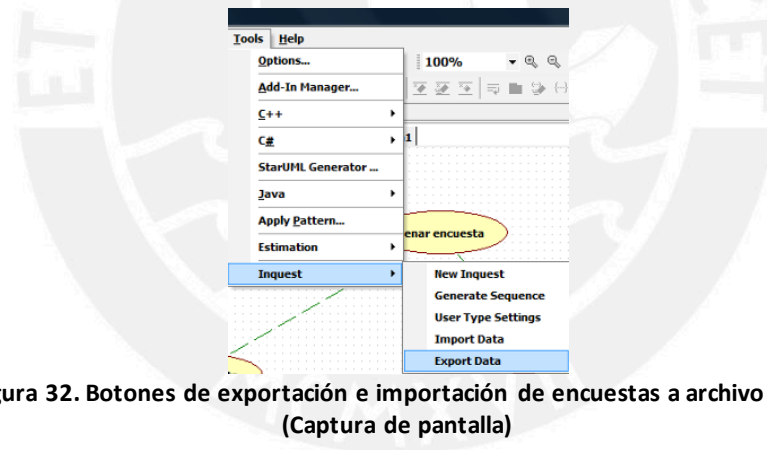 Tools Help
Options...
100%
Add-In Manager...
C++
C#
StarUML Generator ...
Java
Apply Pattern...
enar encuesta
Estimation
Inquest
New Inquest
Generate Sequence
User Type Settings
Import Data
Export Data
gura 32. Botones de exportación e importación de encuestas a archivo
(Captura de pantalla)